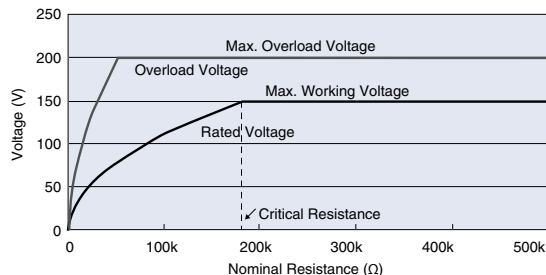 250
200
150
100
50
0
Voltage (V)
Max. Overload Voltage
Overload Voltage
Max. Working Voltage
Rated Voltage
Critical Resistance
0 100k 200k 300k 400k 500k
Nominal Resistance (Ω)